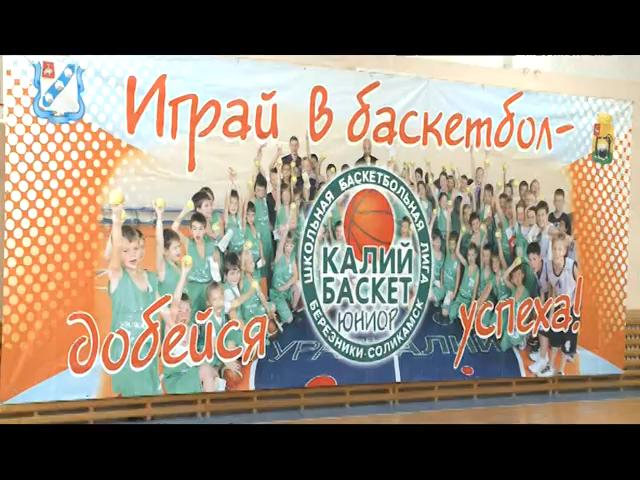 Играй в баскетбол-
добейся
успеха!
ШКОЛЬНАЯ БАСКЕТБОЛЬНАЯ ЛИГА
КАЛИЙ
БАСКЕТ
ЮНИОР
БЕРЕЗНИКИ·СОЛИКАМСК